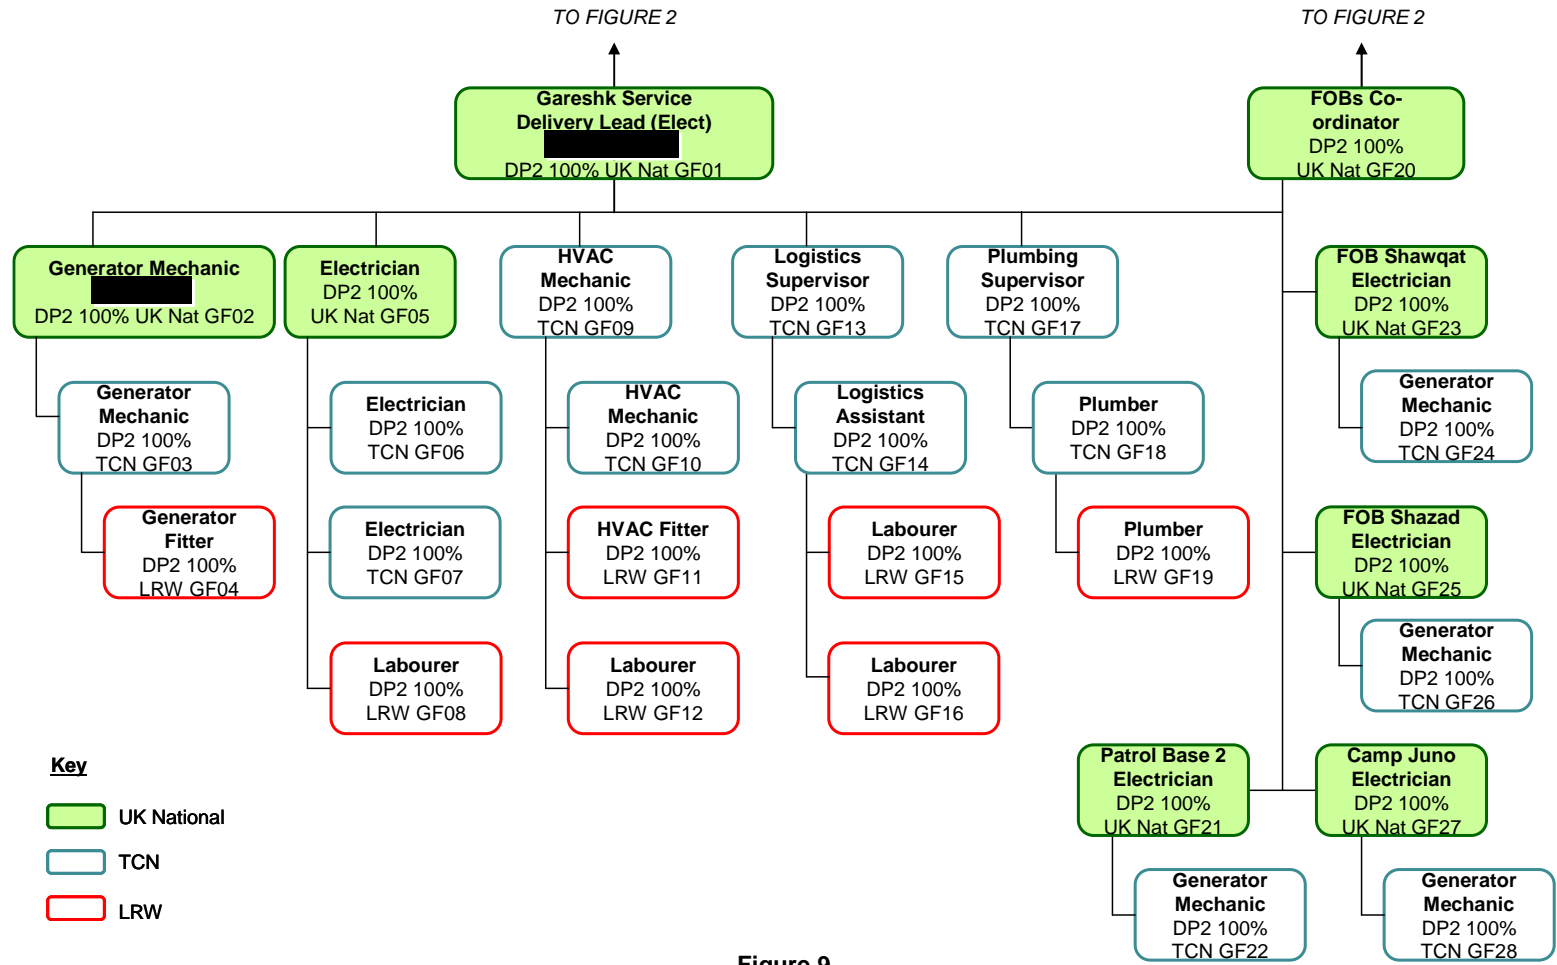 TO FIGURE 2
TO FIGURE 2
Gareshk Service
Delivery Lead (Elect)
DP2 100% UK Nat GF01
FOBs Co-
ordinator
DP2 100%
UK Nat GF20
Generator Mechanic
DP2 100% UK Nat GF02
Electrician
DP2 100%
UK Nat GF05
HVAC
Mechanic
DP2 100%
TCN GF09
Logistics
Supervisor
DP2 100%
TCN GF13
Plumbing
Supervisor
DP2 100%
TCN GF17
FOB Shawqat
Electrician
DP2 100%
UK Nat GF23
Generator
Mechanic
DP2 100%
TCN GF03
Electrician
DP2 100%
TCN GF06
HVAC
Mechanic
DP2 100%
TCN GF10
Logistics
Assistant
DP2 100%
TCN GF14
Plumber
DP2 100%
TCN GF18
Generator
Mechanic
DP2 100%
TCN GF24
Generator
Fitter
DP2 100%
LRW GF04
Electrician
DP2 100%
TCN GF07
HVAC Fitter
DP2 100%
LRW GF11
Labourer
DP2 100%
LRW GF15
Plumber
DP2 100%
LRW GF19
FOB Shazad
Electrician
DP2 100%
UK Nat GF25
Labourer
DP2 100%
LRW GF08
Labourer
DP2 100%
LRW GF12
Labourer
DP2 100%
LRW GF16
Generator
Mechanic
DP2 100%
TCN GF26
Patrol Base 2
Electrician
DP2 100%
UK Nat GF21
Camp Juno
Electrician
DP2 100%
UK Nat GF27
Generator
Mechanic
DP2 100%
TCN GF22
Generator
Mechanic
DP2 100%
TCN GF28
Key
UK National
TCN
LRW
Figure 9